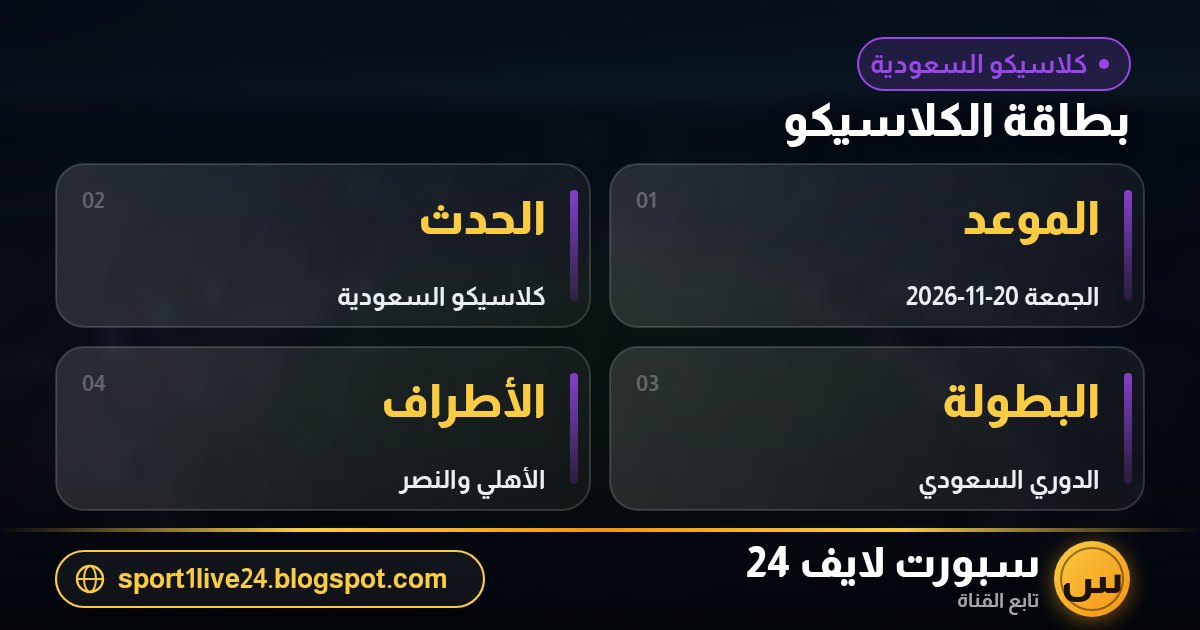 كلاسيكو السعودية
بطاقة الكلاسيكو
01
الموعد
الجمعة 20-11-2026
02
الحدث
كلاسيكو السعودية
03
البطولة
الدوري السعودي
04
الأطراف
الأهلي والنصر
س
سبورت لايف 24
تابع القناة
sport1live24.blogspot.com